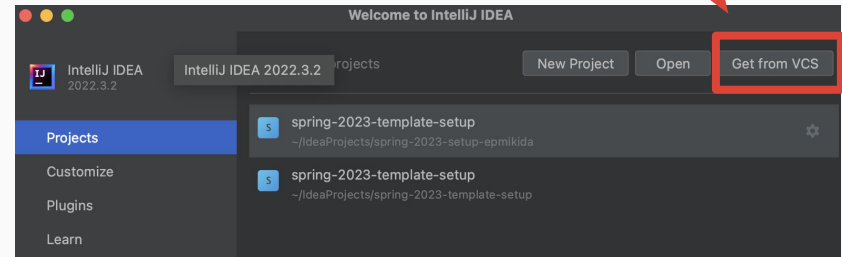 Welcome to IntelliJ IDEA
IJ
IntelliJ IDEA
2022.3.2
IntelliJ IDEA 2022.3.2
projects
New Project
Open
Get from VCS
Projects
Customize
Plugins
Learn
S
spring-2023-template-setup
~/IdeaProjects/spring-2023-setup-epmikida
S
spring-2023-template-setup
~/IdeaProjects/spring-2023-template-setup